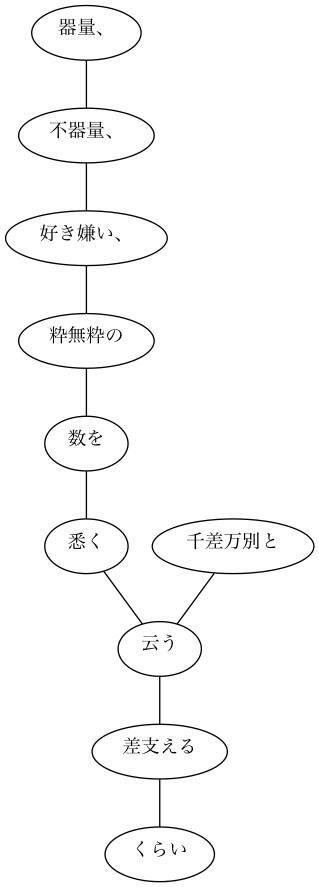 器量、
不器量、
好き嫌い、
粋無粋の
数を
悉く
千差万別と
云う
差支える
くらい